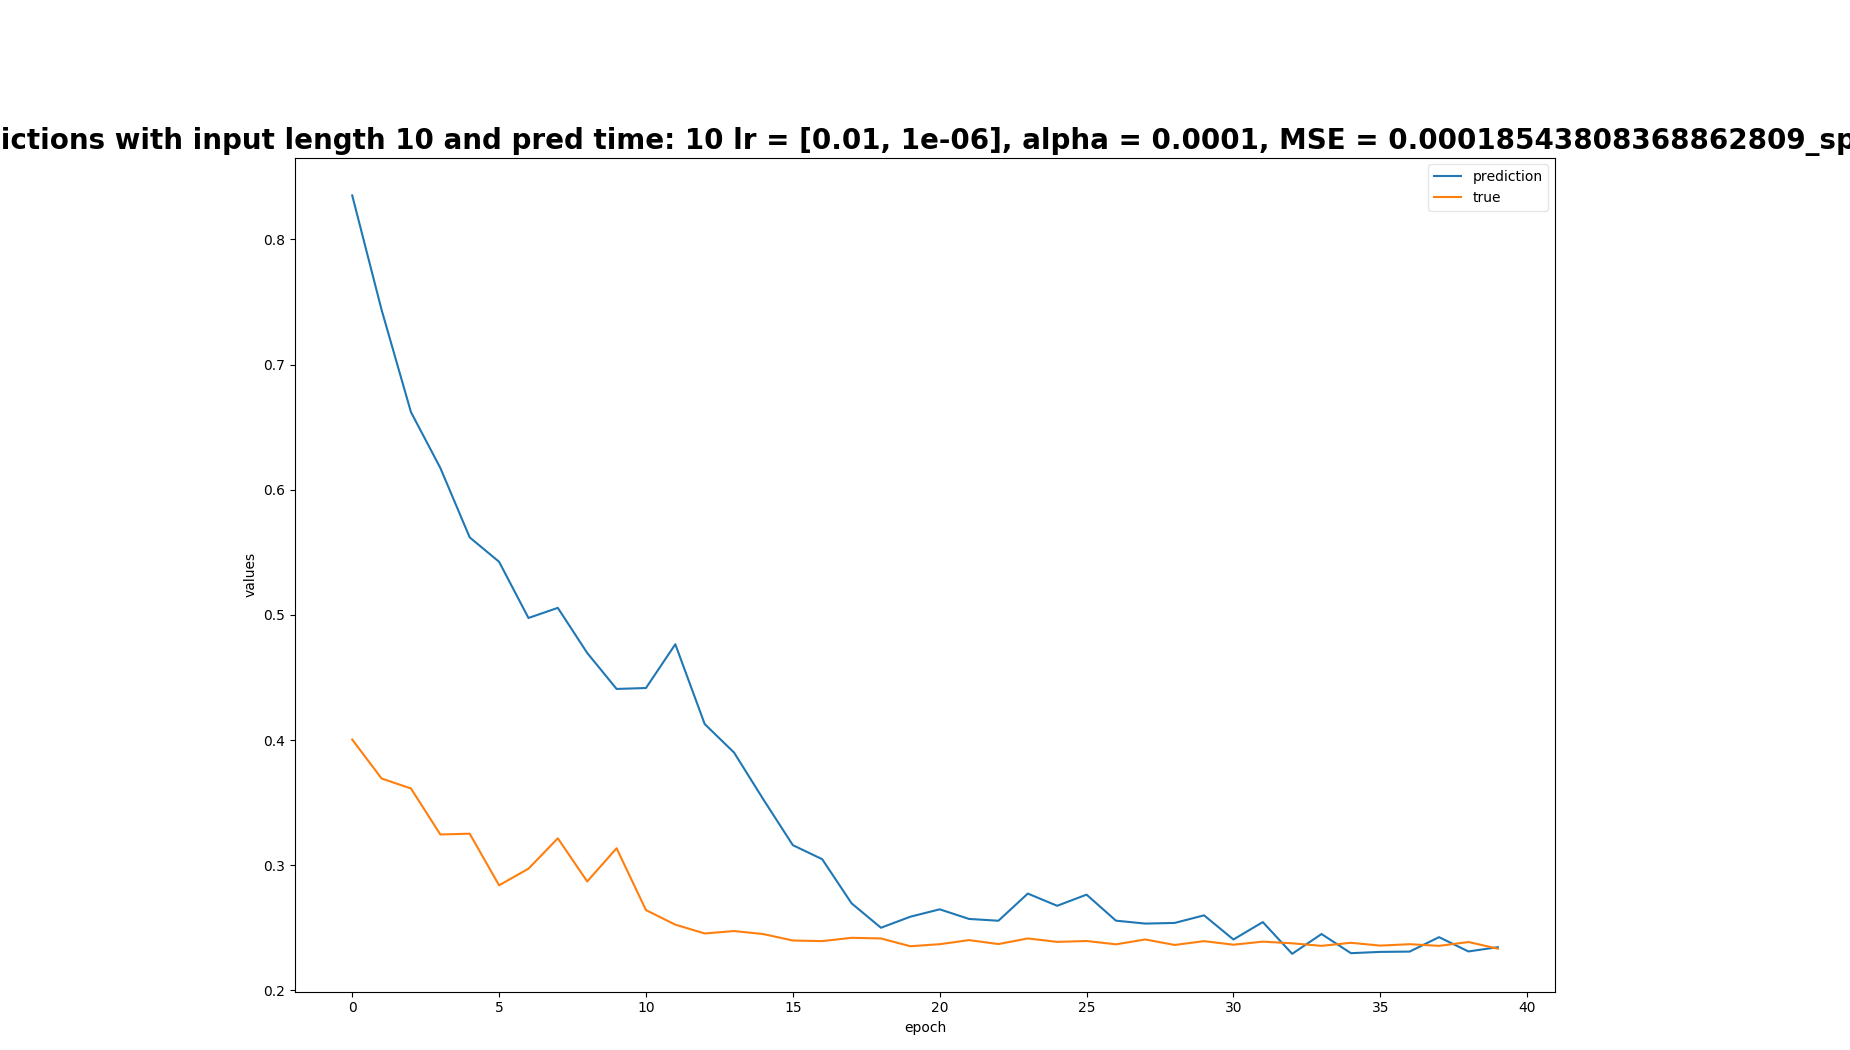 ictions with input length 10 and pred time: 10 lr = [0.01, 1e-06], alpha = 0.0001, MSE = 0.00018543808368862809_sp
prediction
true
0.8
0.7
0.6
0.5
0.4
0.3
0.2
values
0 5 10 15 20 25 30 35 40
epoch